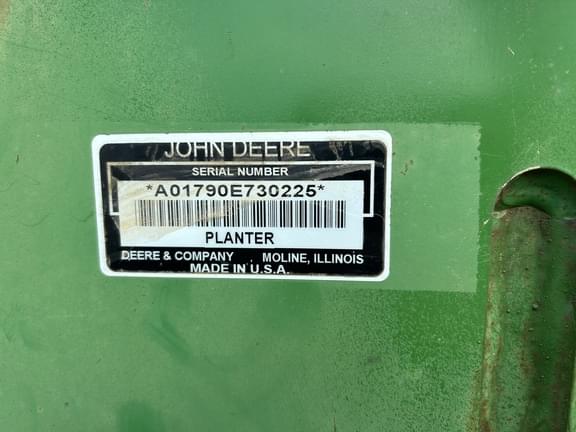 JOHN DEERE
SERIAL NUMBER
*A01790E730225*
PLANTER
DEERE & COMPANY MOLINE, ILLINOIS
MADE IN U.S.A.